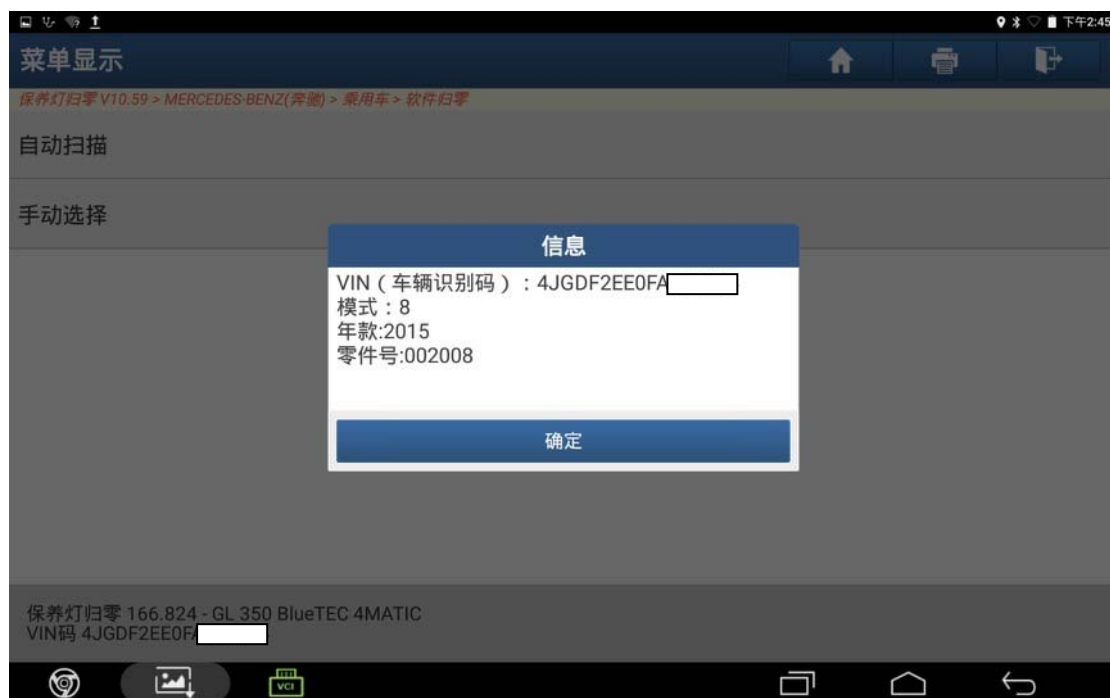 下午2:45
菜单显示
保养灯归零 V10.59 > MERCEDES-BENZ(奔驰) > 乘用车 > 软件归零
自动扫描
手动选择
信息
VIN（车辆识别码）：4JGDF2EE0FA
模式：8
年款:2015
零件号:002008
确定
保养灯归零 166.824 - GL 350 BlueTEC 4MATIC
VIN码 4JGDF2EE0FA
VCI